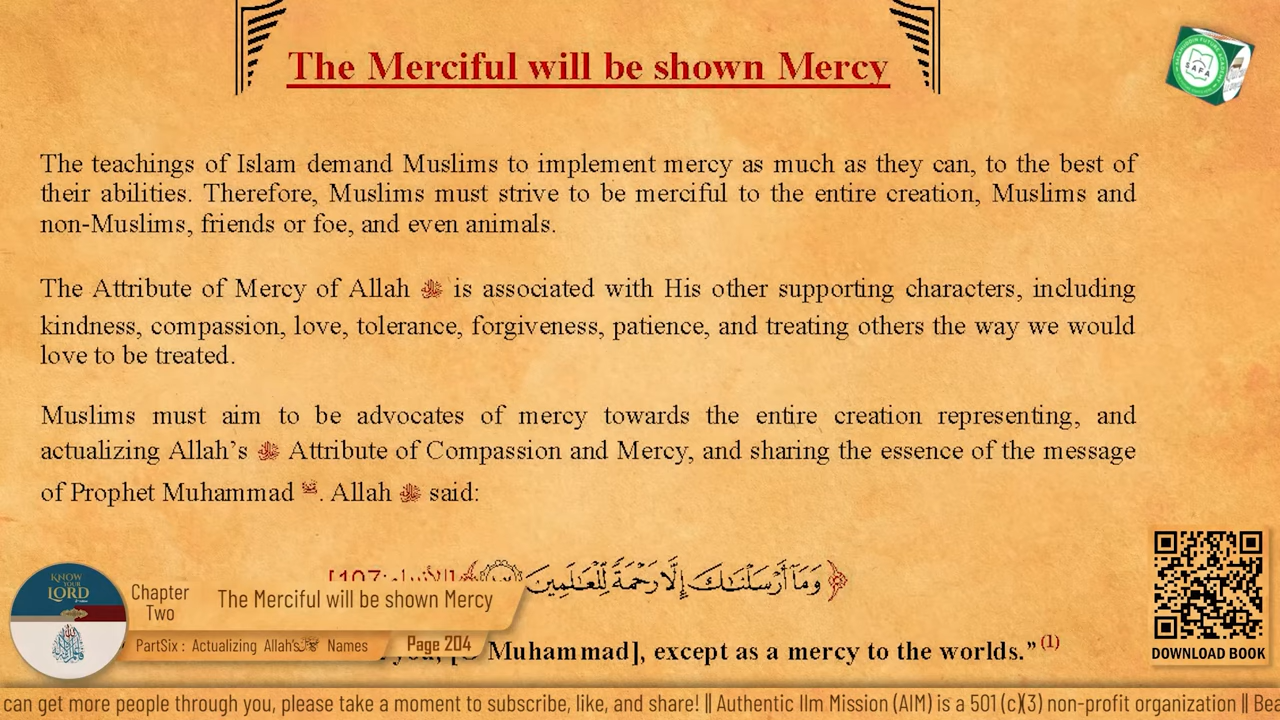 The Merciful will be shown Mercy
SAFA
The teachings of Islam demand Muslims to implement mercy as much as they can, to the best of
their abilities. Therefore, Muslims must strive to be merciful to the entire creation, Muslims and
non-Muslims, friends or foe, and even animals.
The Attribute of Mercy of Allah ﷻ is associated with His other supporting characters, including
kindness, compassion, love, tolerance, forgiveness, patience, and treating others the way we would
love to be treated.
Muslims must aim to be advocates of mercy towards the entire creation representing, and
actualizing Allah’s ﷻ Attribute of Compassion and Mercy, and sharing the essence of the message
of Prophet Muhammad ﷺ. Allah ﷻ said:
﴿وَمَآ أَرْسَلْنَـٰكَ إِلَّا رَحْمَةً لِّلْعَـٰلَمِينَ﴾ [الأنبياء:107]
you, [O Muhammad], except as a mercy to the worlds.” (1)
KNOW YOUR LORD
Chapter Two
The Merciful will be shown Mercy
PartSix : Actualizing Allah's ﷻ Names
Page 204
DOWNLOAD BOOK
can get more people through you, please take a moment to subscribe, like, and share! || Authentic Ilm Mission (AIM) is a 501 (c)(3) non-profit organization || Bea